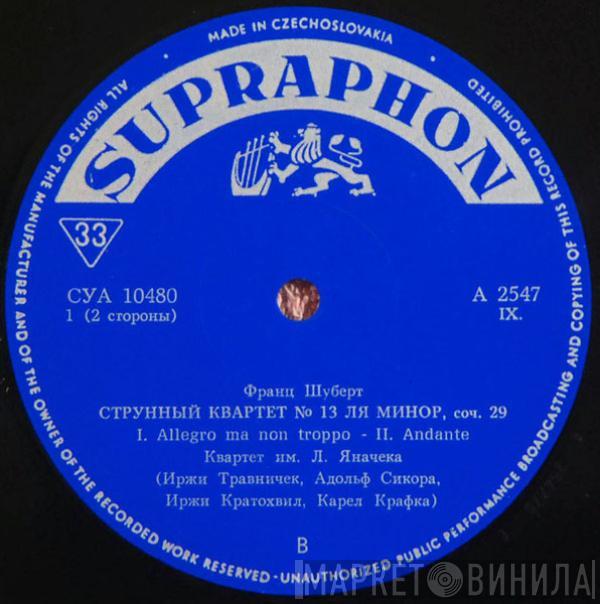 MADE IN CZECHOSLOVAKIA
ALL RIGHTS OF THE MANUFACTURER AND OF THE OWNER OF THE RECORDED WORK RESERVED · UNAUTHORIZED PUBLIC PERFORMANCE BROADCASTING AND COPYING OF THIS RECORD PROHIBITED
SUPRAPHON
33
СУА 10480
1 (2 стороны)
А 2547
IX.
Франц Шуберт
СТРУННЫЙ КВАРТЕТ № 13 ЛЯ МИНОР, соч. 29
I. Allegro ma non troppo - II. Andante
Квартет им. Л. Яначека
(Иржи Травничек, Адольф Сикора,
Иржи Кратохвил, Карел Крафка)
В
МАРКЕТ ВИНИЛА